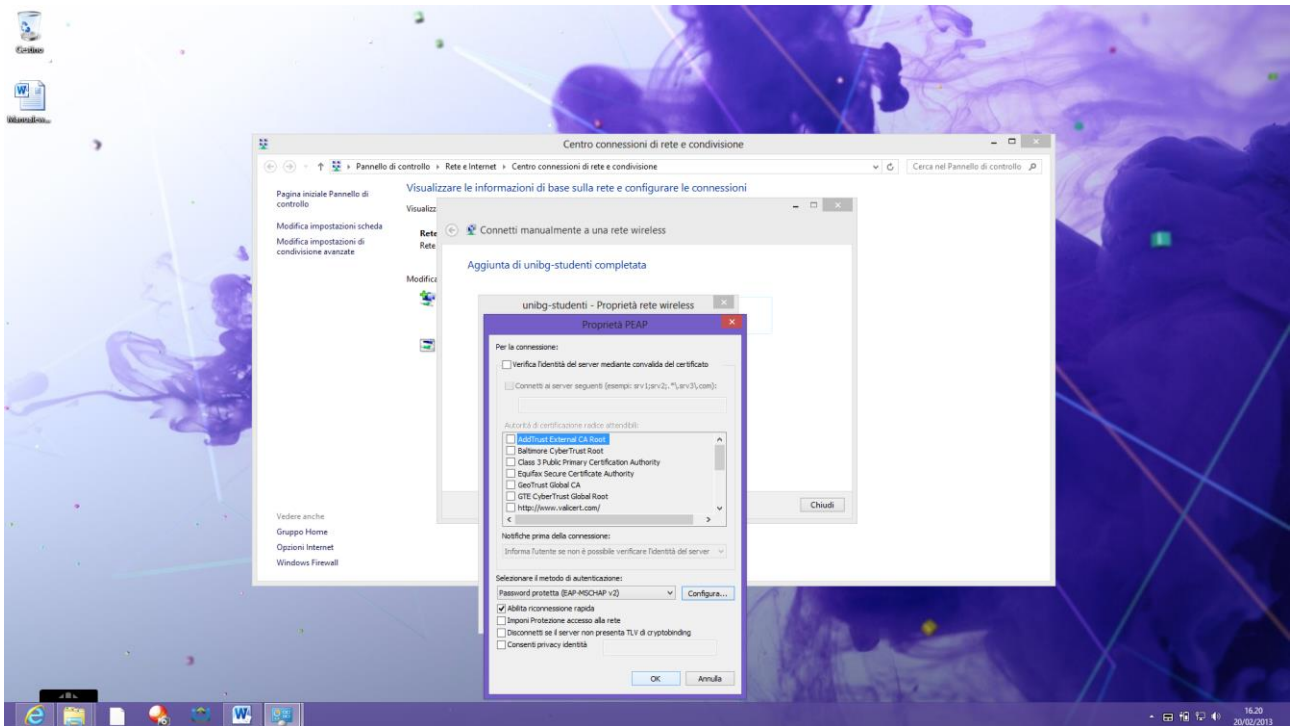 Cestino
Centro connessioni di rete e condivisione
Pannello di controllo Rete e Internet Centro connessioni di rete e condivisione
Cerca nel Pannello di controllo
Pagina iniziale Pannello di
controllo
Modifica impostazioni scheda
Modifica impostazioni di
condivisione avanzate
Visualizzare le informazioni di base sulla rete e configurare le connessioni
Visualizz
Rete
Rete
Modifica
Connetti manualmente a una rete wireless
Aggiunta di unibg-studenti completata
unibg-studenti - Proprietà rete wireless
Proprietà PEAP
Per la connessione:
Verifica l'identità del server mediante convalida del certificato
Connetti ai server seguenti (esempi: srv1;srv2;.*\.srv3\.com):
Autorità di certificazione radice attendibili:
AddTrust External CA Root
Baltimore CyberTrust Root
Class 3 Public Primary Certification Authority
Equifax Secure Certificate Authority
GeoTrust Global CA
GTE CyberTrust Global Root
http://www.valicert.com/
Notifiche prima della connessione:
Informa l'utente se non è possibile verificare l'identità del server
Selezionare il metodo di autenticazione:
Password protetta (EAP-MSCHAP v2)
Configura...
Abilita riconnessione rapida
Imponi Protezione accesso alla rete
Disconnetti se il server non presenta TLV di cryptobinding
Consenti privacy identità
OK Annulla
Chiudi
Vedere anche
Gruppo Home
Opzioni Internet
Windows Firewall
16.20
20/02/2013